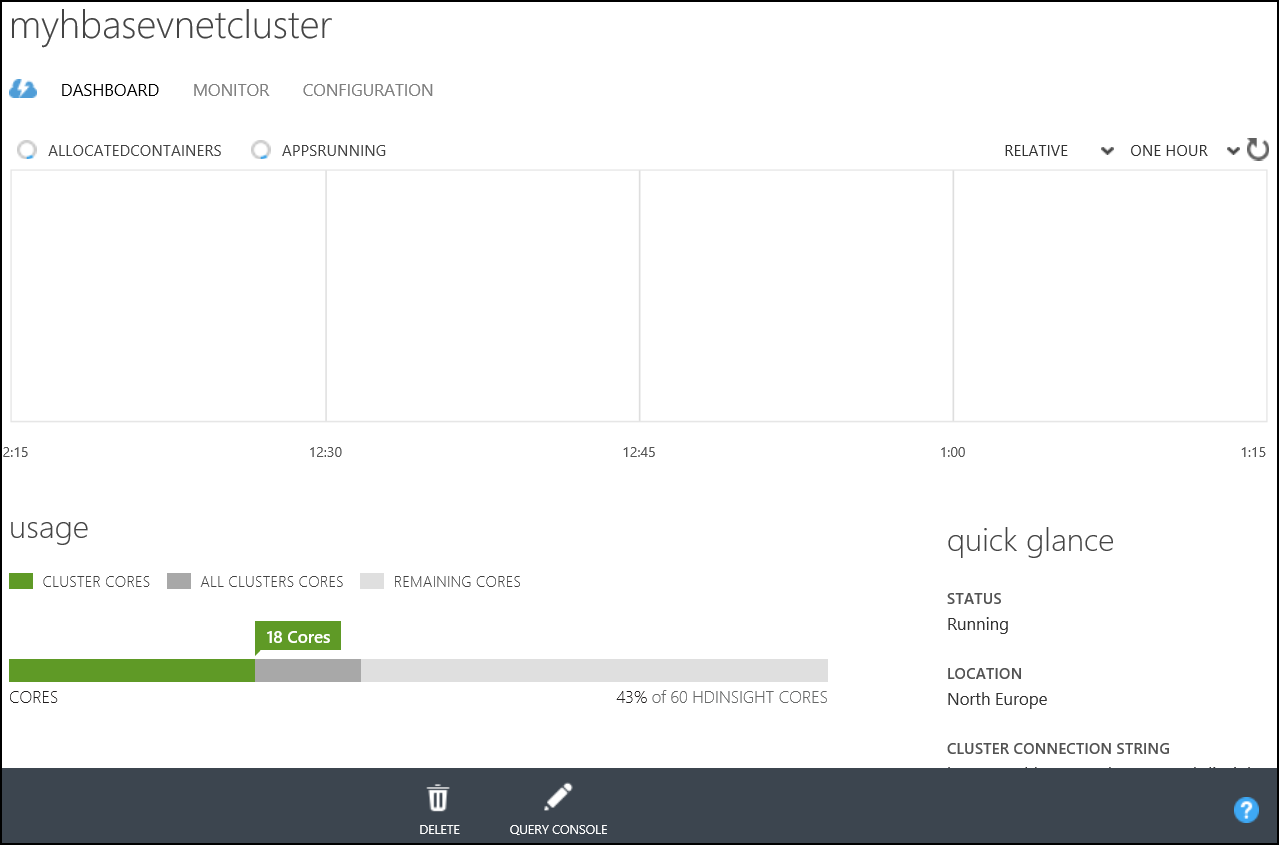 myhbasevnetcluster
DASHBOARD MONITOR CONFIGURATION
ALLOCATEDCONTAINERS APPSRUNNING RELATIVE ONE HOUR
2:15 12:30 12:45 1:00 1:15
usage
CLUSTER CORES ALL CLUSTERS CORES REMAINING CORES
18 Cores
CORES 43% of 60 HDINSIGHT CORES
quick glance
STATUS
Running
LOCATION
North Europe
CLUSTER CONNECTION STRING
DELETE QUERY CONSOLE
?